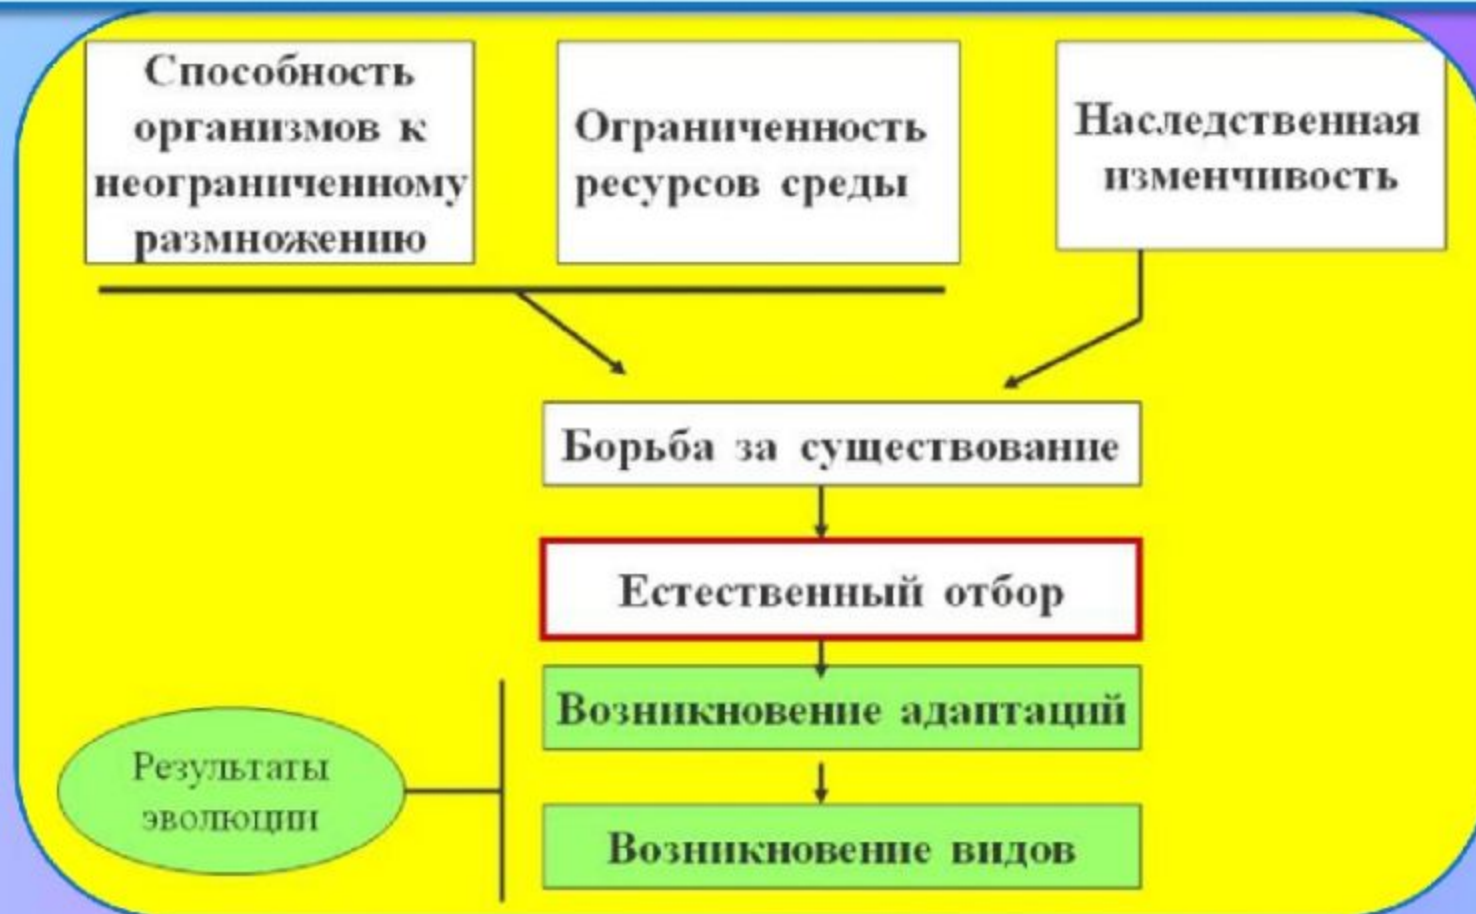 Способность
организмов к
неограниченному
размножению
Ограниченность
ресурсов среды
Наследственная
изменчивость
Борьба за существование
Естественный отбор
Возникновение адаптаций
Результаты
эволюции
Возникновение видов